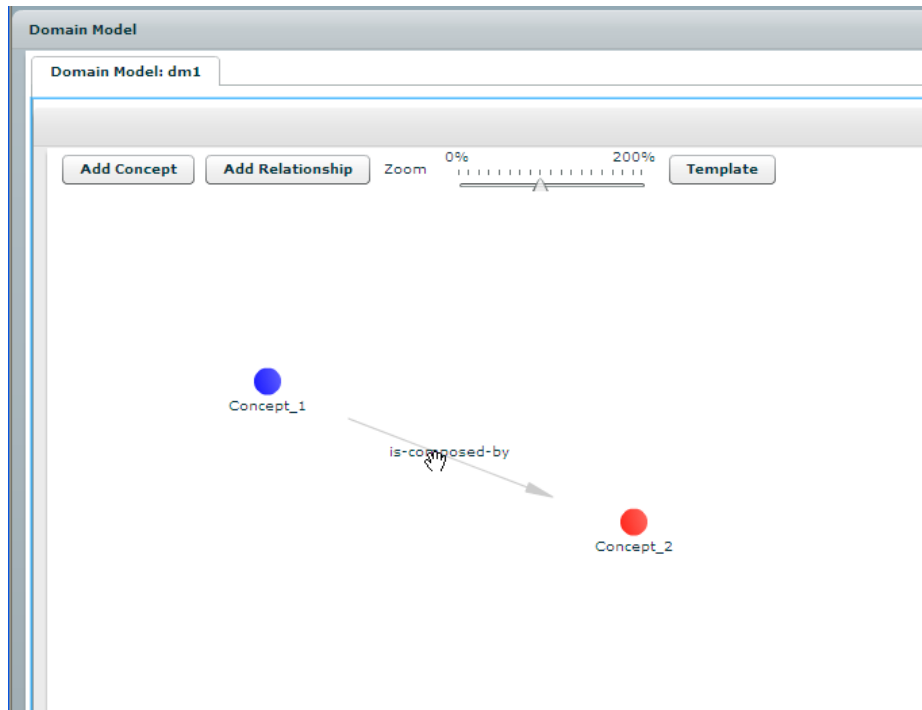 Domain Model
Domain Model: dm1
0% 200%
Add Concept Add Relationship Zoom Template
Concept_1
is-composed-by
Concept_2